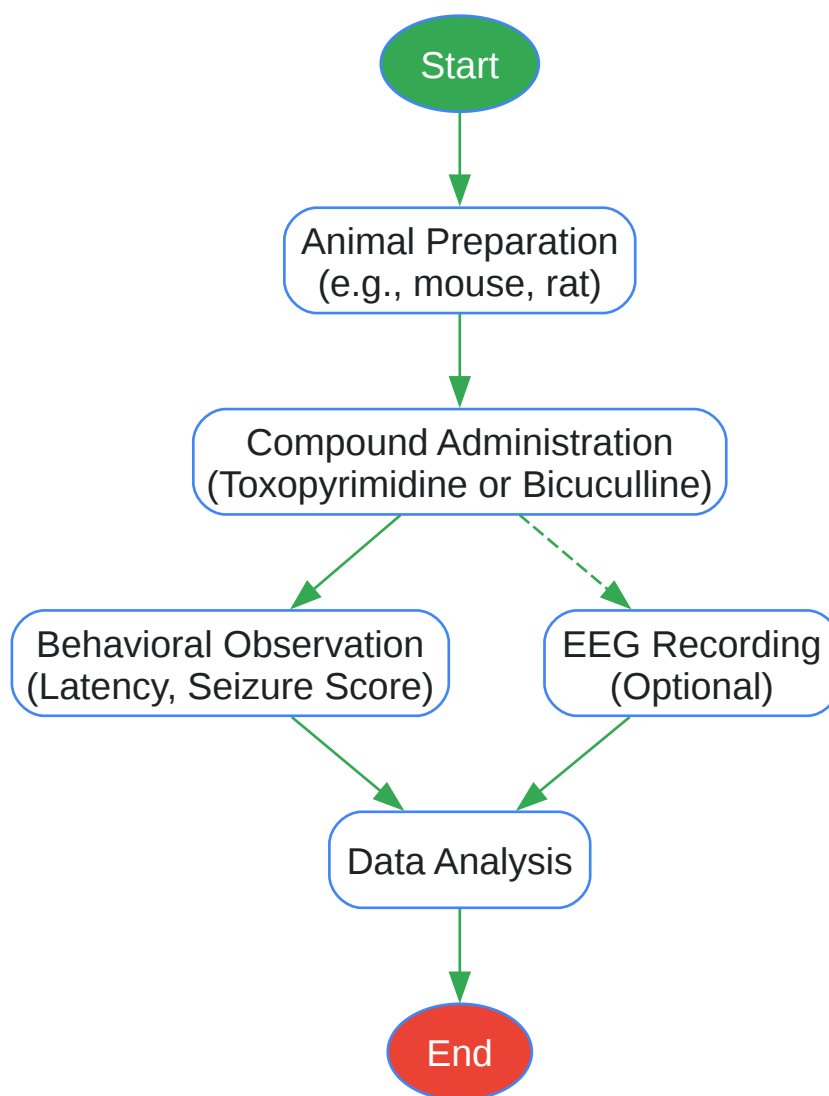 Start
Animal Preparation
(e.g., mouse, rat)
Compound Administration
(Toxopyrimidine or Bicuculline)
Behavioral Observation
(Latency, Seizure Score)
EEG Recording
(Optional)
Data Analysis
End